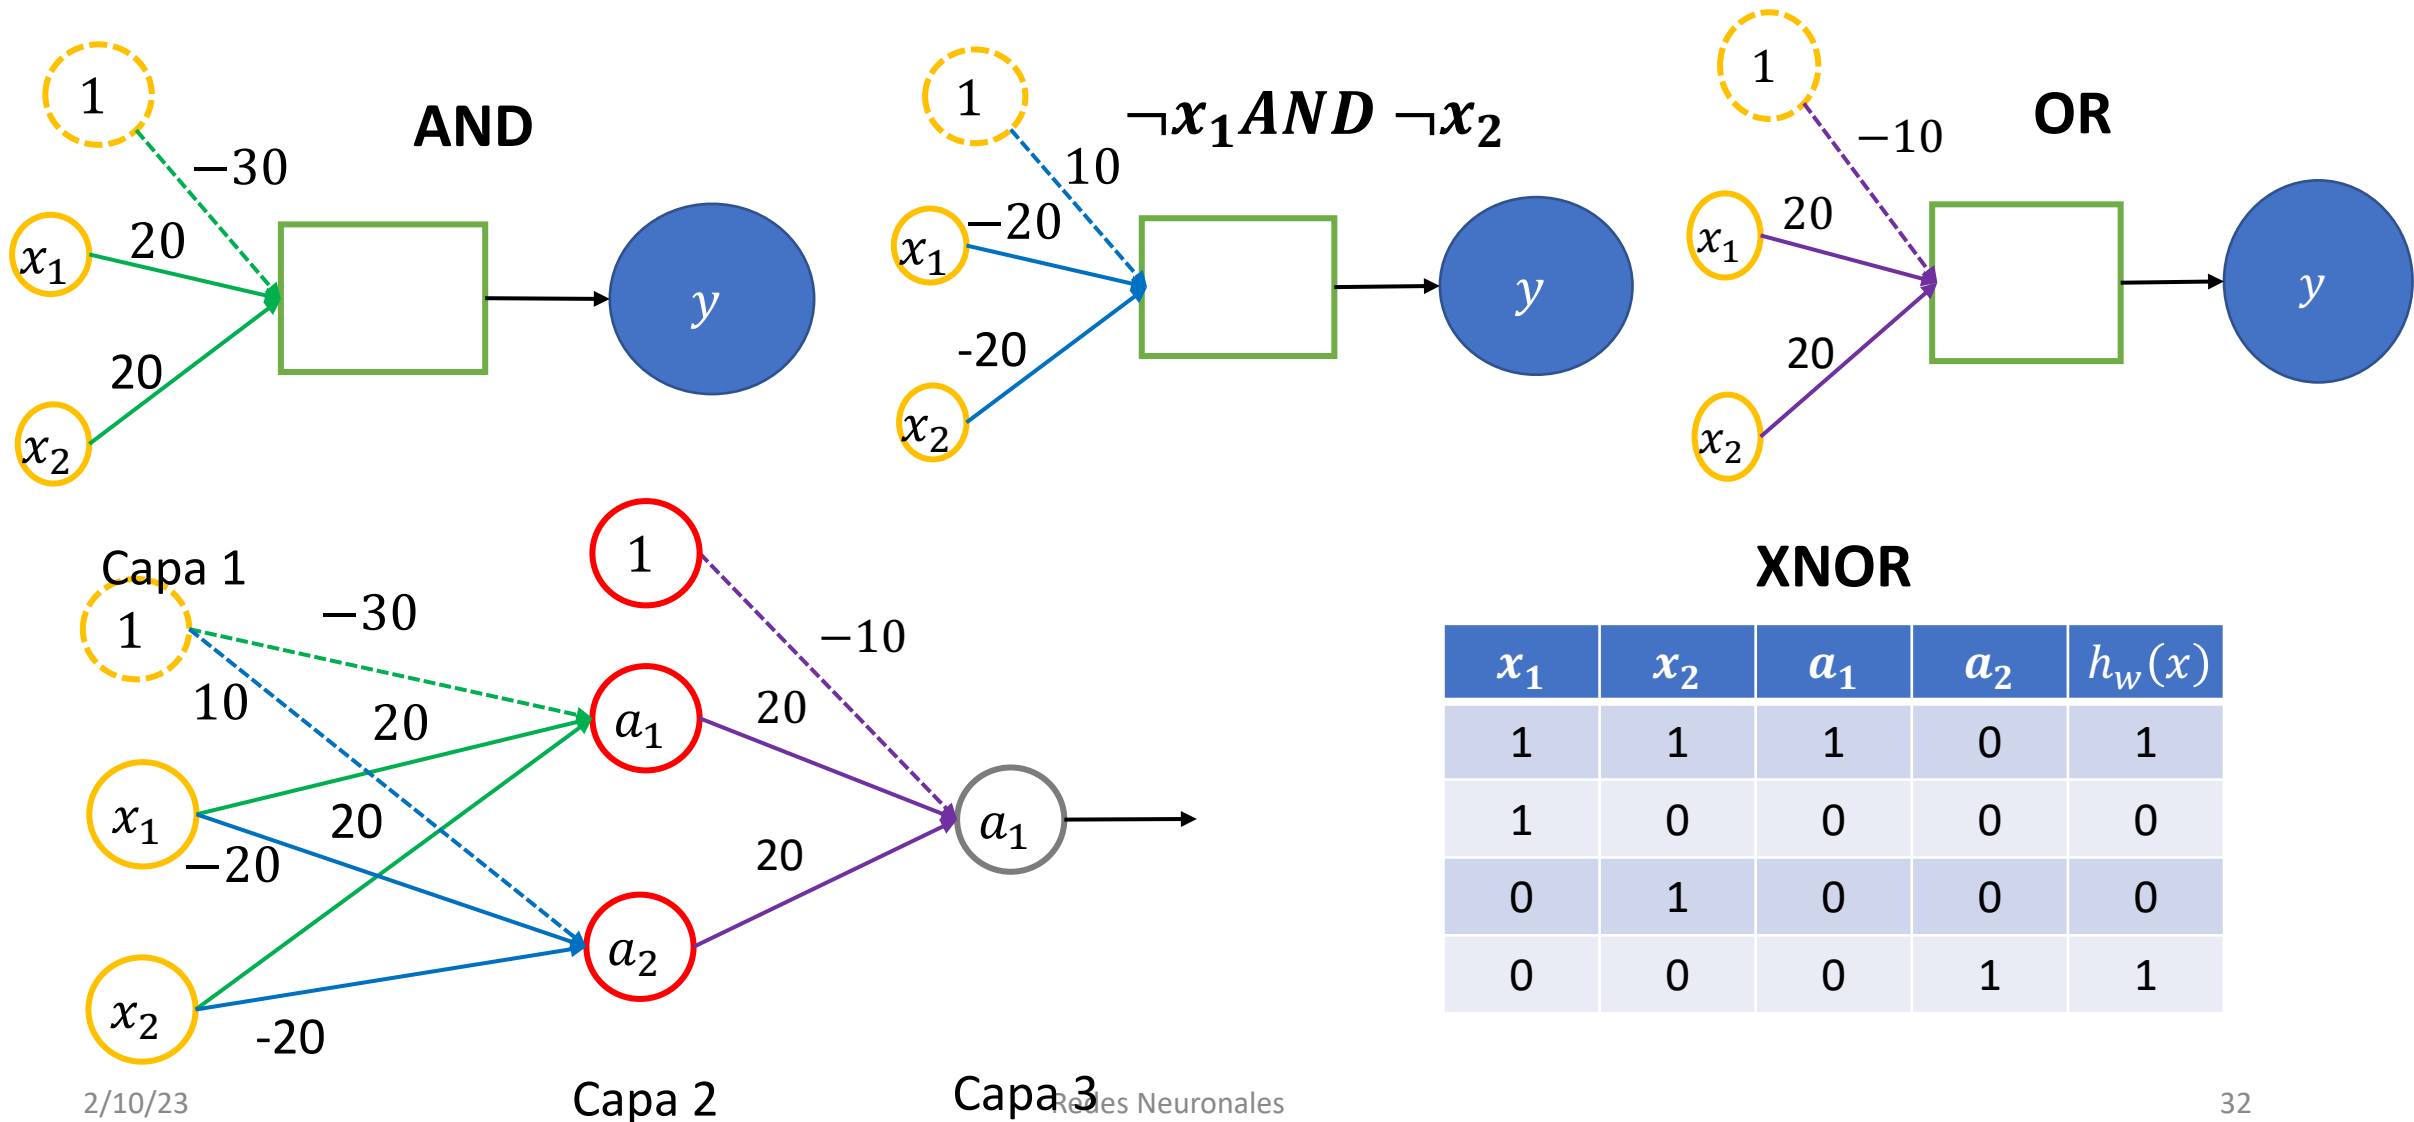 1
AND
−30
x₁
20
20
x₂
y
1
¬x₁AND ¬x₂
10
−20
x₁
-20
x₂
y
1
OR
−10
20
x₁
20
x₂
y
Capa 1
1
−30
10
20
x₁
20
−20
x₂
-20
1
−10
a₁
20
a₂
20
a₁
Capa 2
Capa 3
XNOR
x₁ x₂ a₁ a₂ h_w(x)
1 1 1 0 1
1 0 0 0 0
0 1 0 0 0
0 0 0 1 1
2/10/23
Redes Neuronales
32